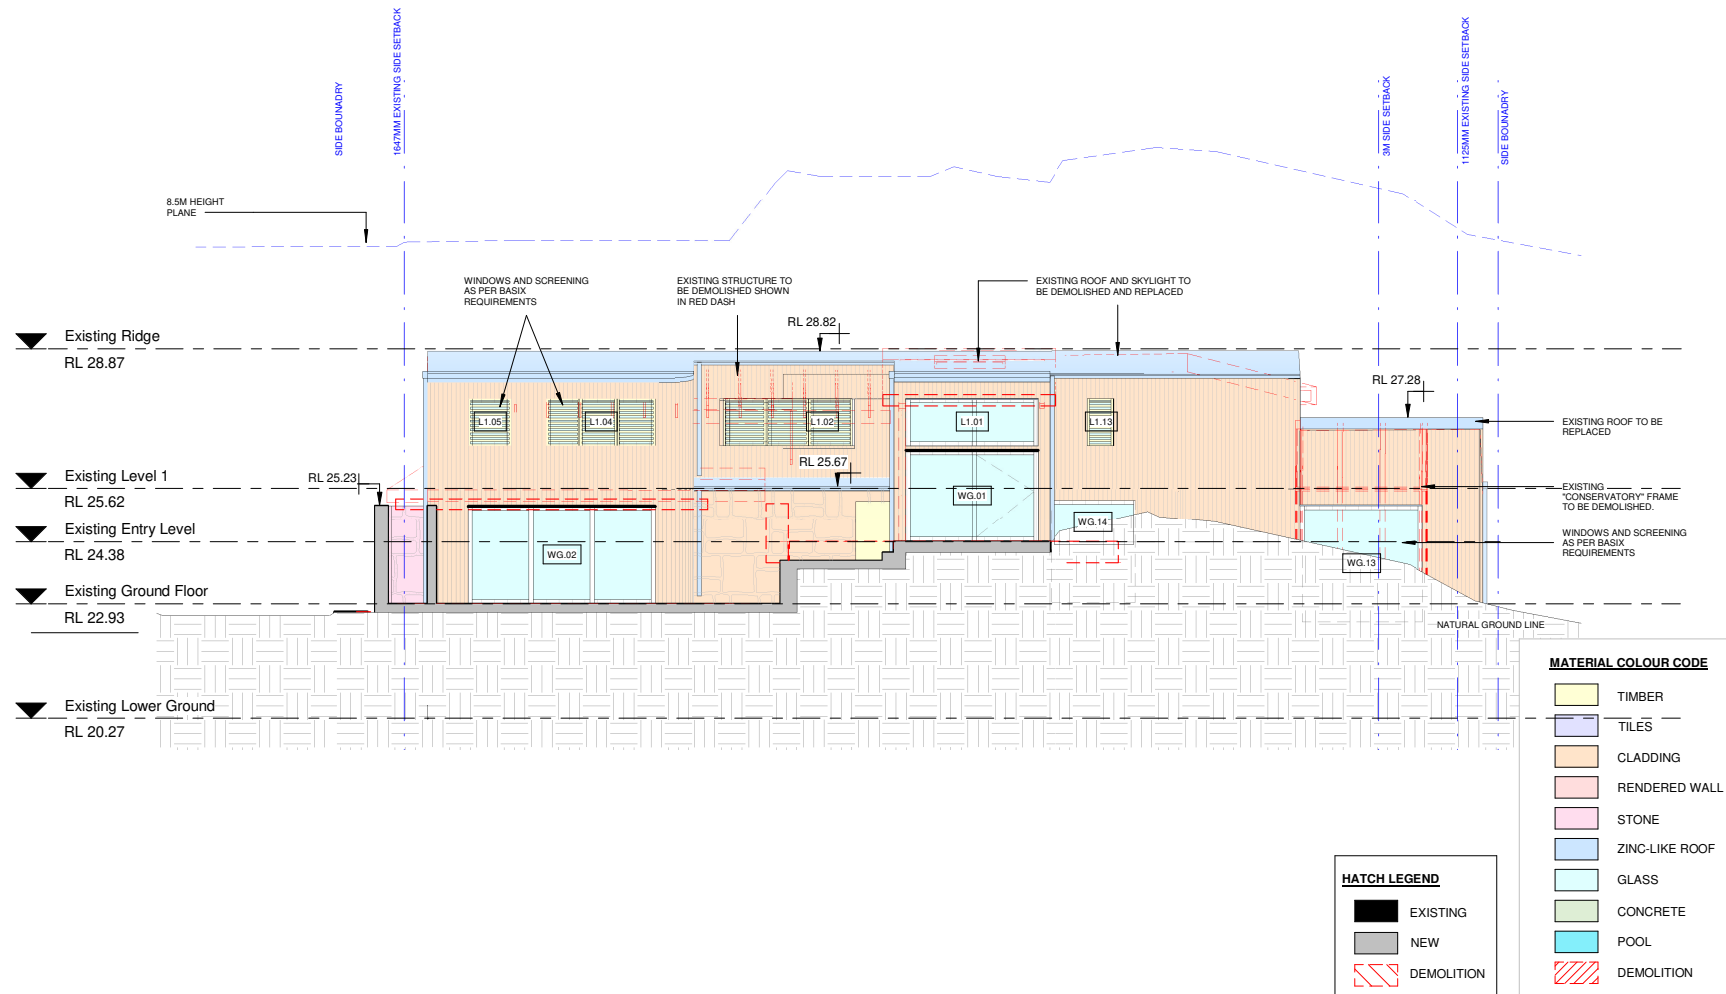 SIDE BOUNADRY
1647MM EXISTING SIDE SETBACK
3M SIDE SETBACK
1125MM EXISTING SIDE SETBACK
SIDE BOUNADRY
8.5M HEIGHT
PLANE
WINDOWS AND SCREENING
AS PER BASIX
REQUIREMENTS
EXISTING STRUCTURE TO
BE DEMOLISHED SHOWN
IN RED DASH
EXISTING ROOF AND SKYLIGHT TO
BE DEMOLISHED AND REPLACED
RL 28.82
Existing Ridge
RL 28.87
RL 27.28
L1.05
L1.04
L1.02
L1.01
L1.13
EXISTING ROOF TO BE
REPLACED
RL 25.67
RL 25.23
Existing Level 1
RL 25.62
WG.01
EXISTING
"CONSERVATORY" FRAME
TO BE DEMOLISHED.
WG.14
Existing Entry Level
RL 24.38
WG.02
WG.13
WINDOWS AND SCREENING
AS PER BASIX
REQUIREMENTS
Existing Ground Floor
RL 22.93
NATURAL GROUND LINE
Existing Lower Ground
RL 20.27
MATERIAL COLOUR CODE
TIMBER
TILES
CLADDING
RENDERED WALL
STONE
ZINC-LIKE ROOF
GLASS
CONCRETE
POOL
DEMOLITION
HATCH LEGEND
EXISTING
NEW
DEMOLITION